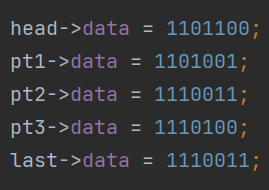 head->data = 1101100;
pt1->data = 1101001;
pt2->data = 1110011;
pt3->data = 1110100;
last->data = 1110011;